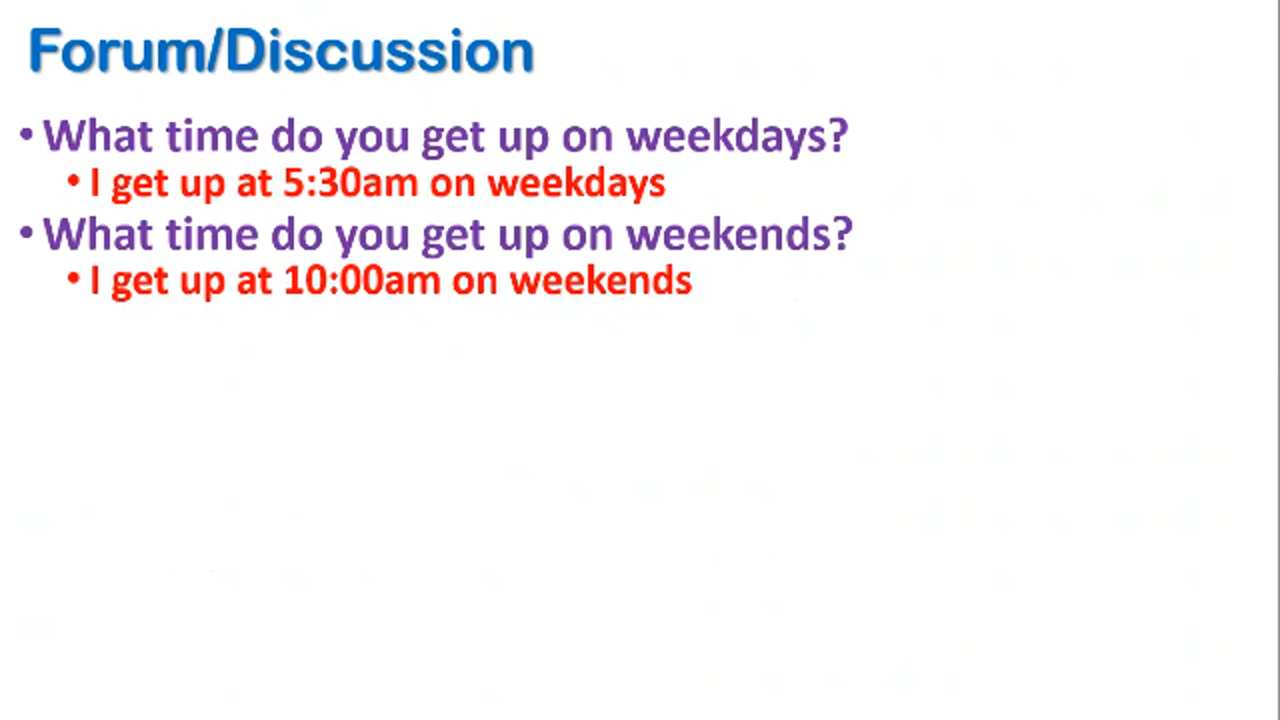 Forum/Discussion
• What time do you get up on weekdays?
• I get up at 5:30am on weekdays
• What time do you get up on weekends?
• I get up at 10:00am on weekends